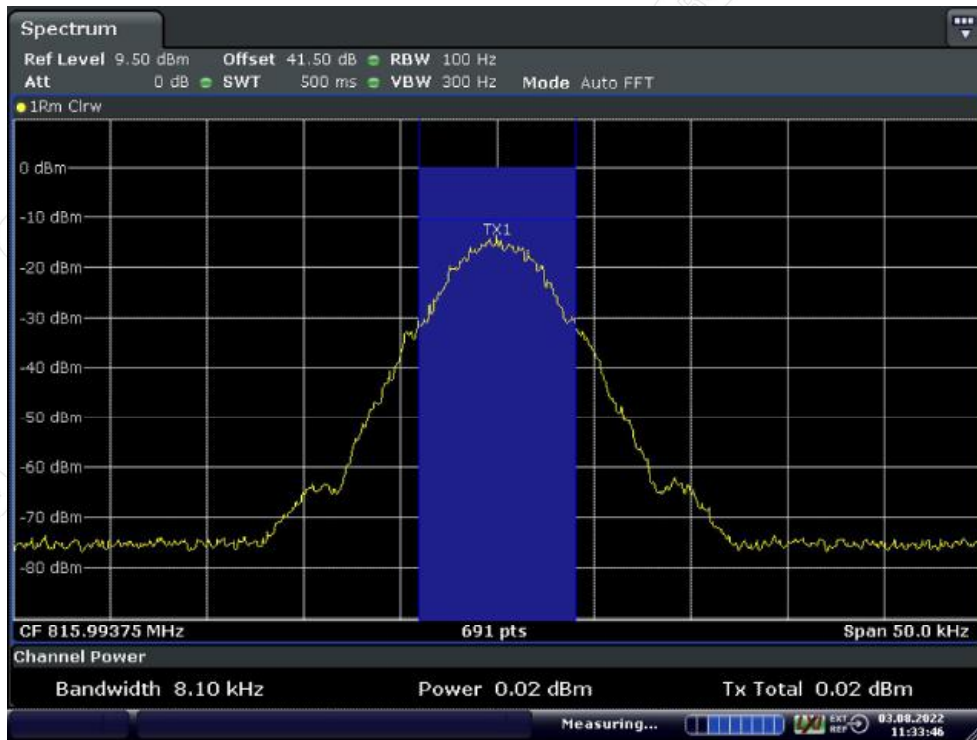 Spectrum
Ref Level 9.50 dBm Offset 41.50 dB RBW 100 Hz
Att 0 dB SWT 500 ms VBW 300 Hz Mode Auto FFT
1Rm Clrw
0 dBm
-10 dBm
TX1
-20 dBm
-30 dBm
-40 dBm
-50 dBm
-60 dBm
-70 dBm
-80 dBm
CF 815.99375 MHz 691 pts Span 50.0 kHz
Channel Power
Bandwidth 8.10 kHz Power 0.02 dBm Tx Total 0.02 dBm
Measuring... LXI EXT REF 03.08.2022
11:33:46